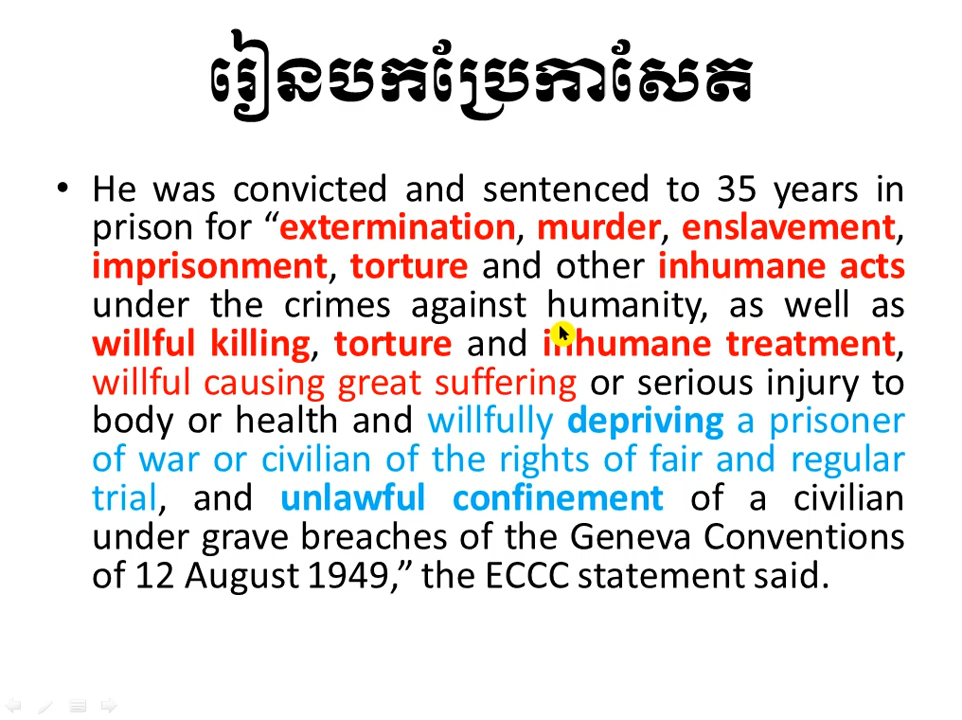 រៀនបកប្រែកាសែត
• He was convicted and sentenced to 35 years in
prison for “extermination, murder, enslavement,
imprisonment, torture and other inhumane acts
under the crimes against humanity, as well as
willful killing, torture and inhumane treatment,
willful causing great suffering or serious injury to
body or health and willfully depriving a prisoner
of war or civilian of the rights of fair and regular
trial, and unlawful confinement of a civilian
under grave breaches of the Geneva Conventions
of 12 August 1949,” the ECCC statement said.